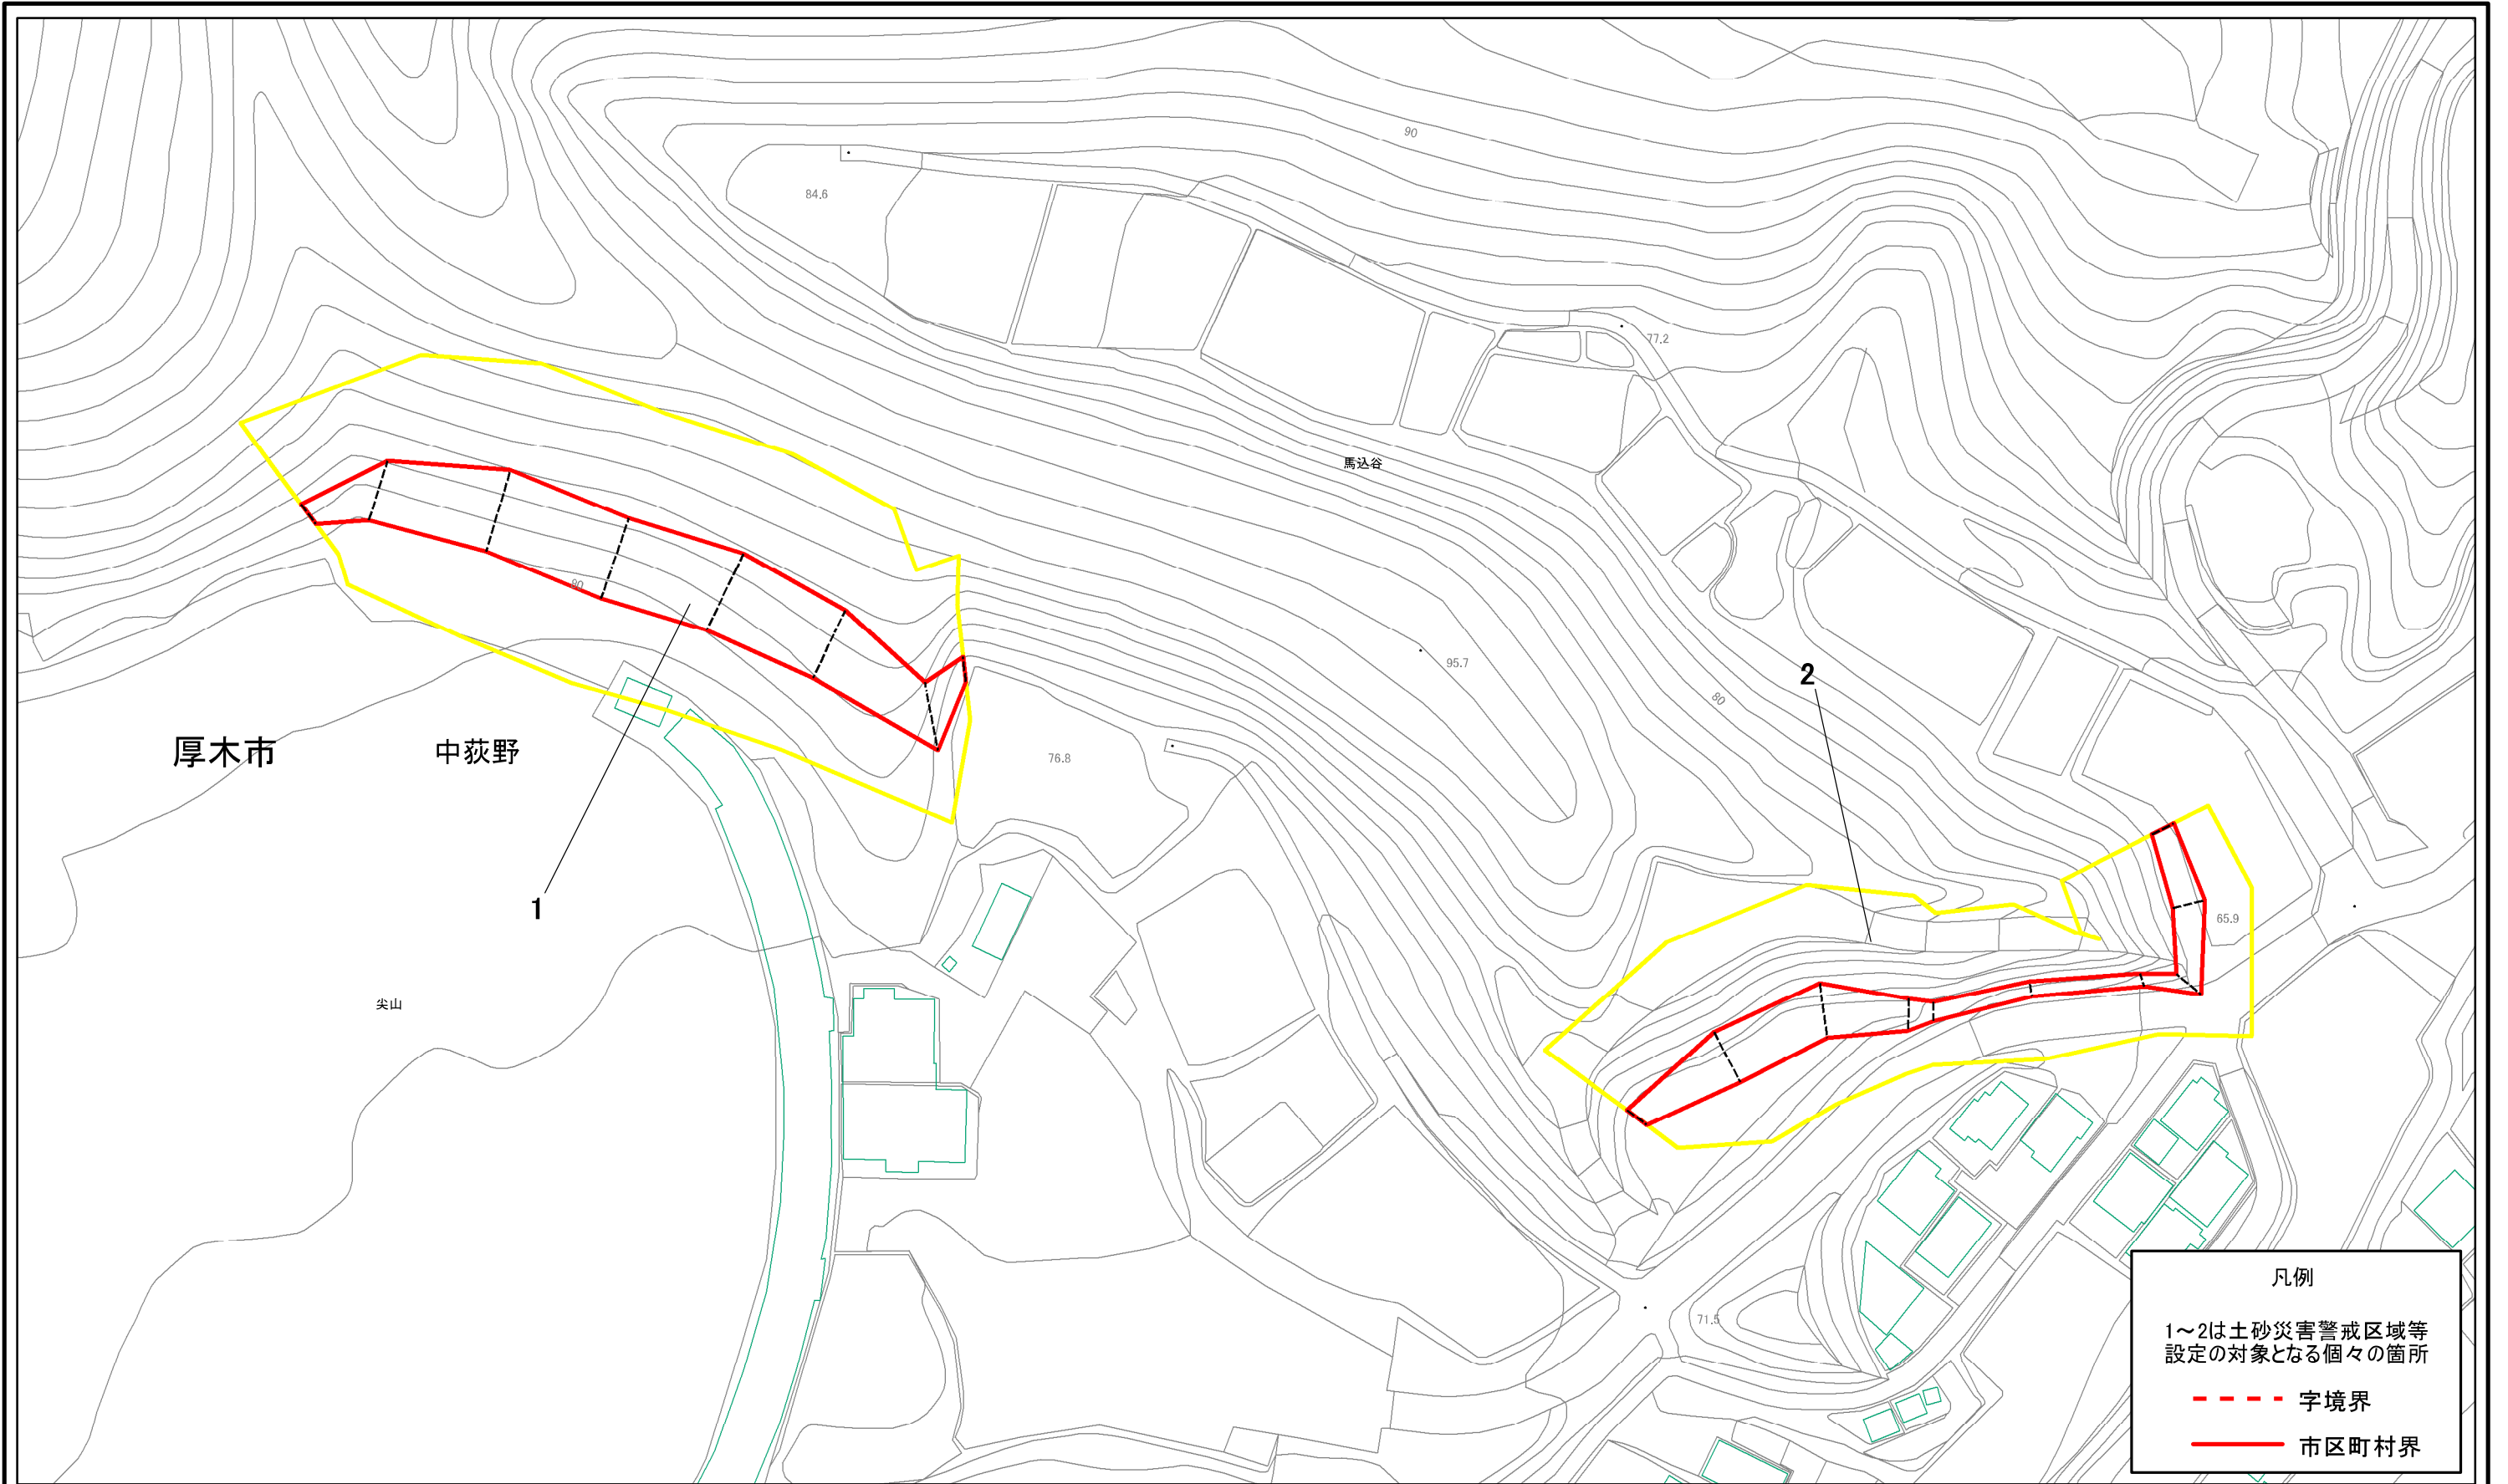 90
84.6
77.2
馬込谷
80
95.7
2
80
厚木市
中荻野
76.8
1
65.9
尖山
71.5
凡例
1～2は土砂災害警戒区域等
設定の対象となる個々の箇所
字境界
市区町村界